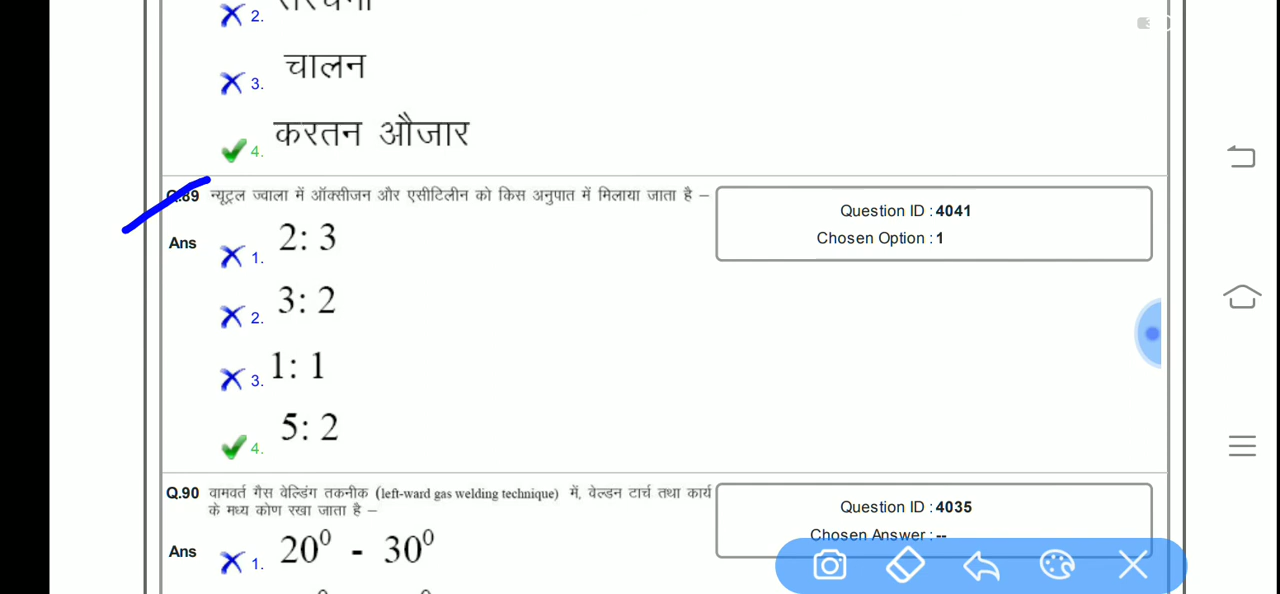 2. संरचना
3. चालन
4. करतन औजार
Q.89 न्यूट्रल ज्वाला में ऑक्सीजन और एसीटिलीन को किस अनुपात में मिलाया जाता है –
Question ID : 4041
Chosen Option : 1
Ans
1. 2: 3
2. 3: 2
3. 1: 1
4. 5: 2
Q.90 वामवर्त गैस वेल्डिंग तकनीक (left-ward gas welding technique) में, वेल्डन टार्च तथा कार्य
के मध्य कोण रखा जाता है –
Question ID : 4035
Chosen Answer : --
Ans
1. 20⁰ - 30⁰